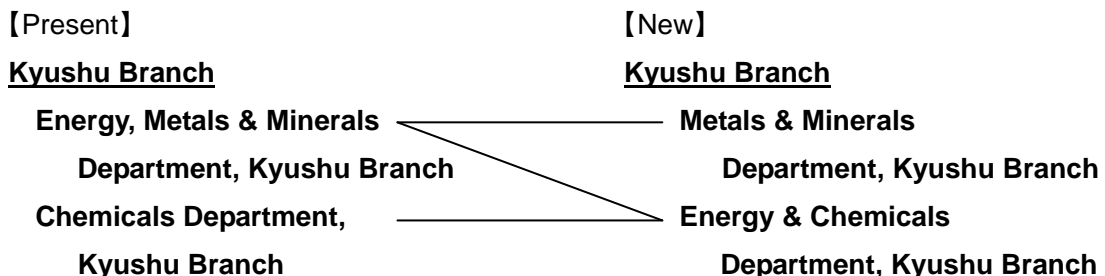 【Present】
Kyushu Branch
Energy, Metals & Minerals
Department, Kyushu Branch
Chemicals Department,
Kyushu Branch
【New】
Kyushu Branch
Metals & Minerals
Department, Kyushu Branch
Energy & Chemicals
Department, Kyushu Branch